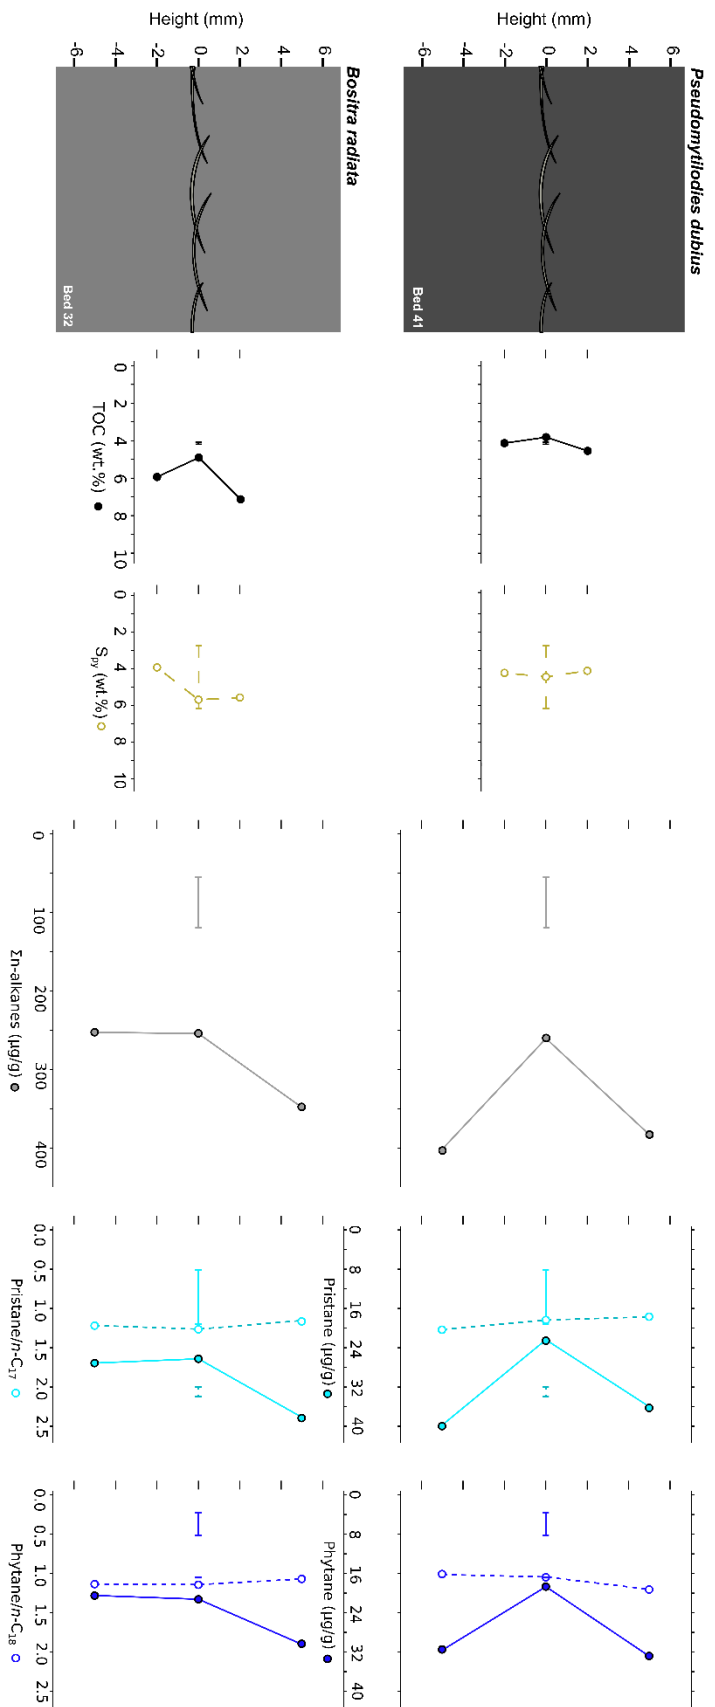 Pseudomytilodies dubius
Height (mm)
6
4
2
0
-2
-4
-6
Bed 41
0 8 16 24 32 40
Pristane (µg/g)
0 8 16 24 32 40
Phytane (µg/g)
Bositra radiata
Height (mm)
6
4
2
0
-2
-4
-6
Bed 32
0 2 4 6 8 10
TOC (wt.%)
0 2 4 6 8 10
Spy (wt.%)
0 100 200 300 400
Σn-alkanes (µg/g)
0.0 0.5 1.0 1.5 2.0 2.5
Pristane/n-C17
0.0 0.5 1.0 1.5 2.0 2.5
Phytane/n-C18